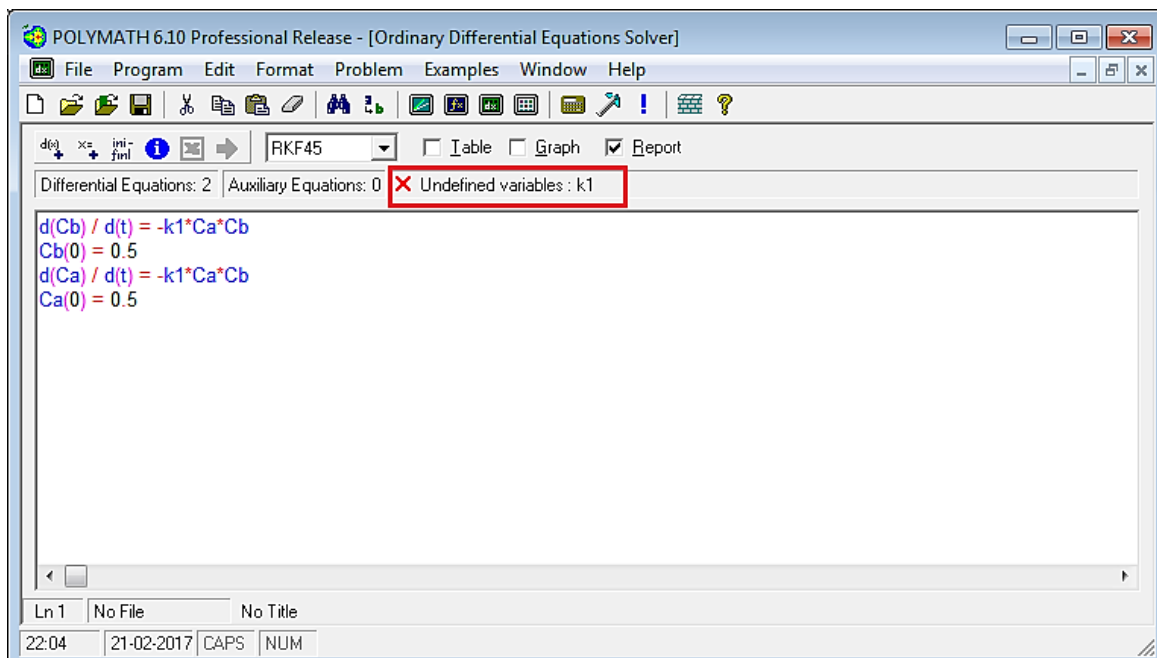 POLYMATH 6.10 Professional Release - [Ordinary Differential Equations Solver]
File Program Edit Format Problem Examples Window Help
d(x) x= ini- finl RKF45 Table Graph Report
Differential Equations: 2 Auxiliary Equations: 0 Undefined variables : k1
d(Cb) / d(t) = -k1*Ca*Cb
Cb(0) = 0.5
d(Ca) / d(t) = -k1*Ca*Cb
Ca(0) = 0.5
Ln 1 No File No Title
22:04 21-02-2017 CAPS NUM